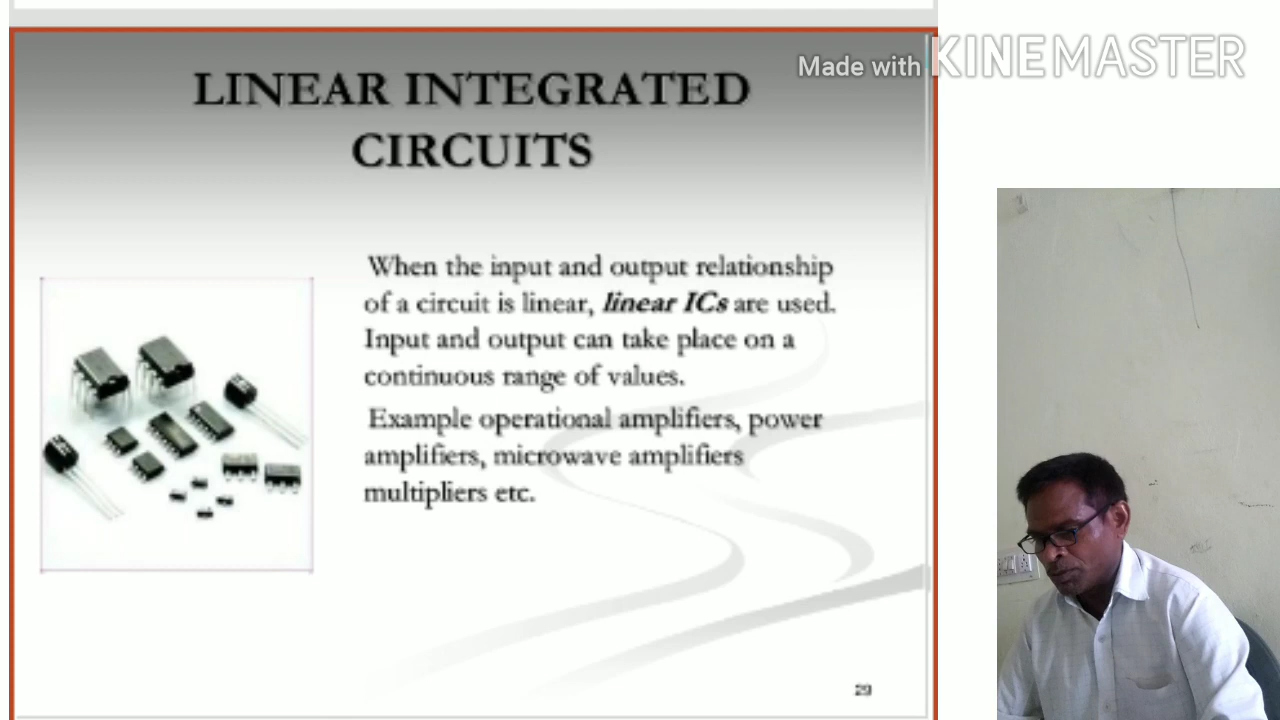 Made with KINEMASTER
LINEAR INTEGRATED
CIRCUITS
When the input and output relationship
of a circuit is linear, linear ICs are used.
Input and output can take place on a
continuous range of values.
Example operational amplifiers, power
amplifiers, microwave amplifiers
multipliers etc.
29